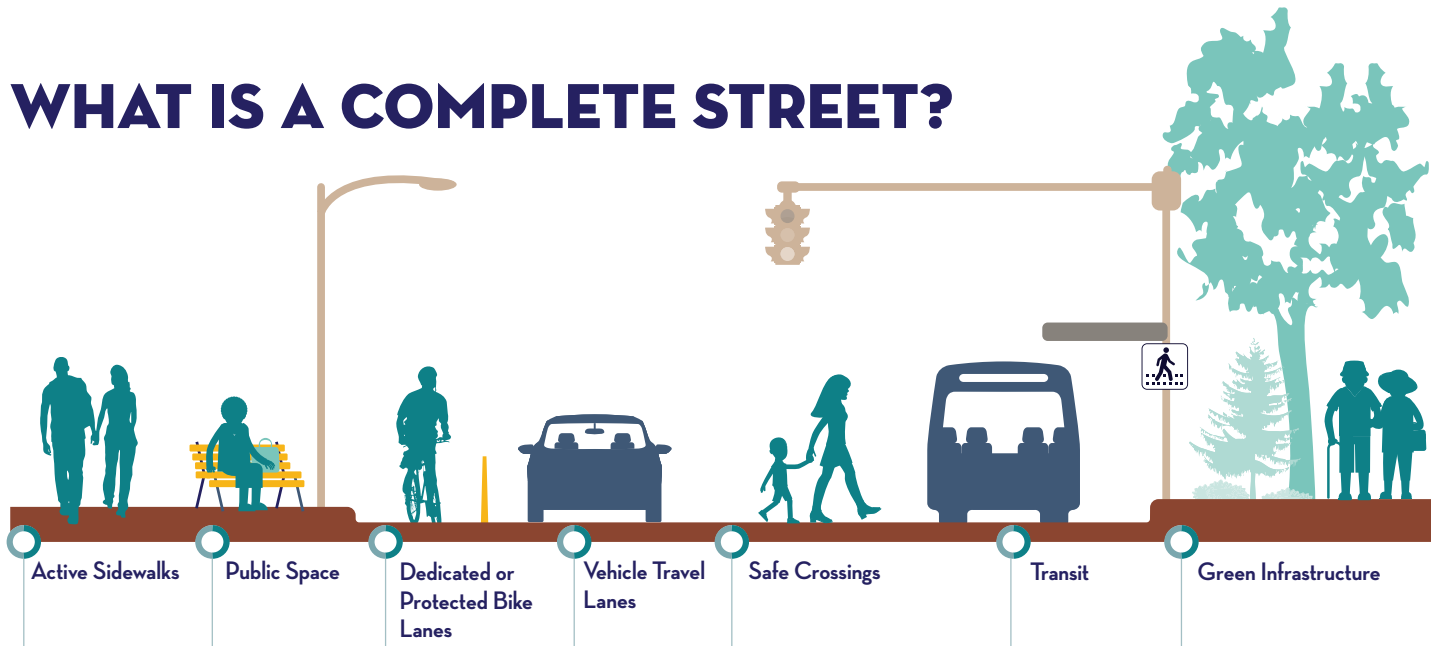 WHAT IS A COMPLETE STREET?
Active Sidewalks
Public Space
Dedicated or
Protected Bike
Lanes
Vehicle Travel
Lanes
Safe Crossings
Transit
Green Infrastructure